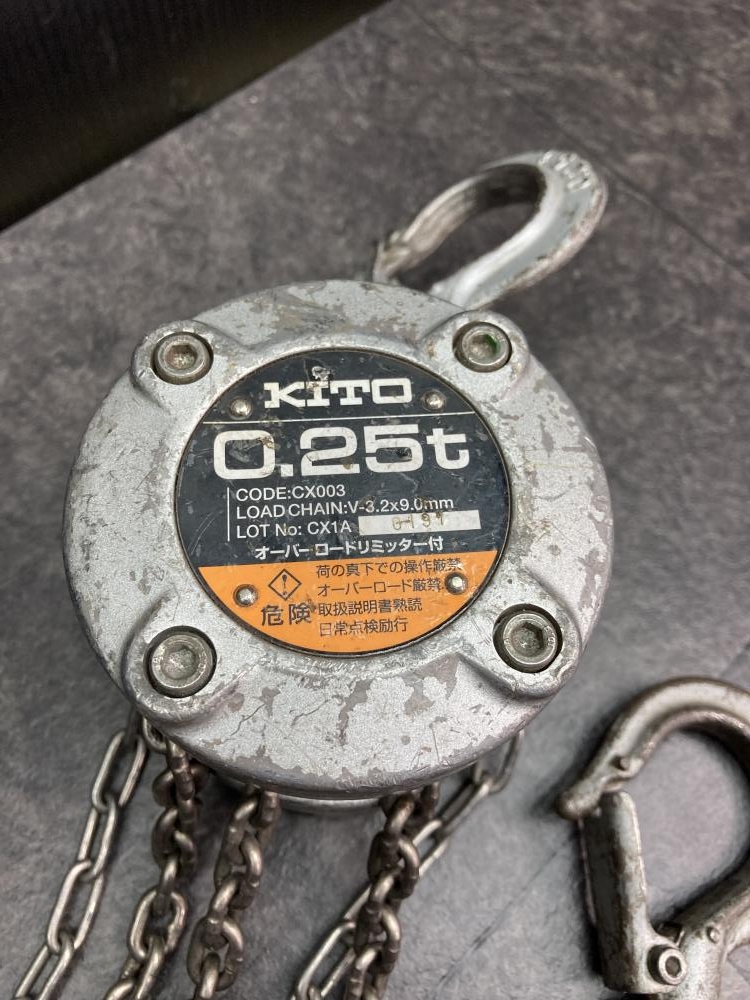 KITO
0.25t
CODE:CX003
LOAD CHAIN:V-3.2x9.0mm
LOT No: CX1A
オーバーロードリミッター付
危険
荷の真下での操作厳禁
オーバーロード厳禁
取扱説明書熟読
日常点検励行